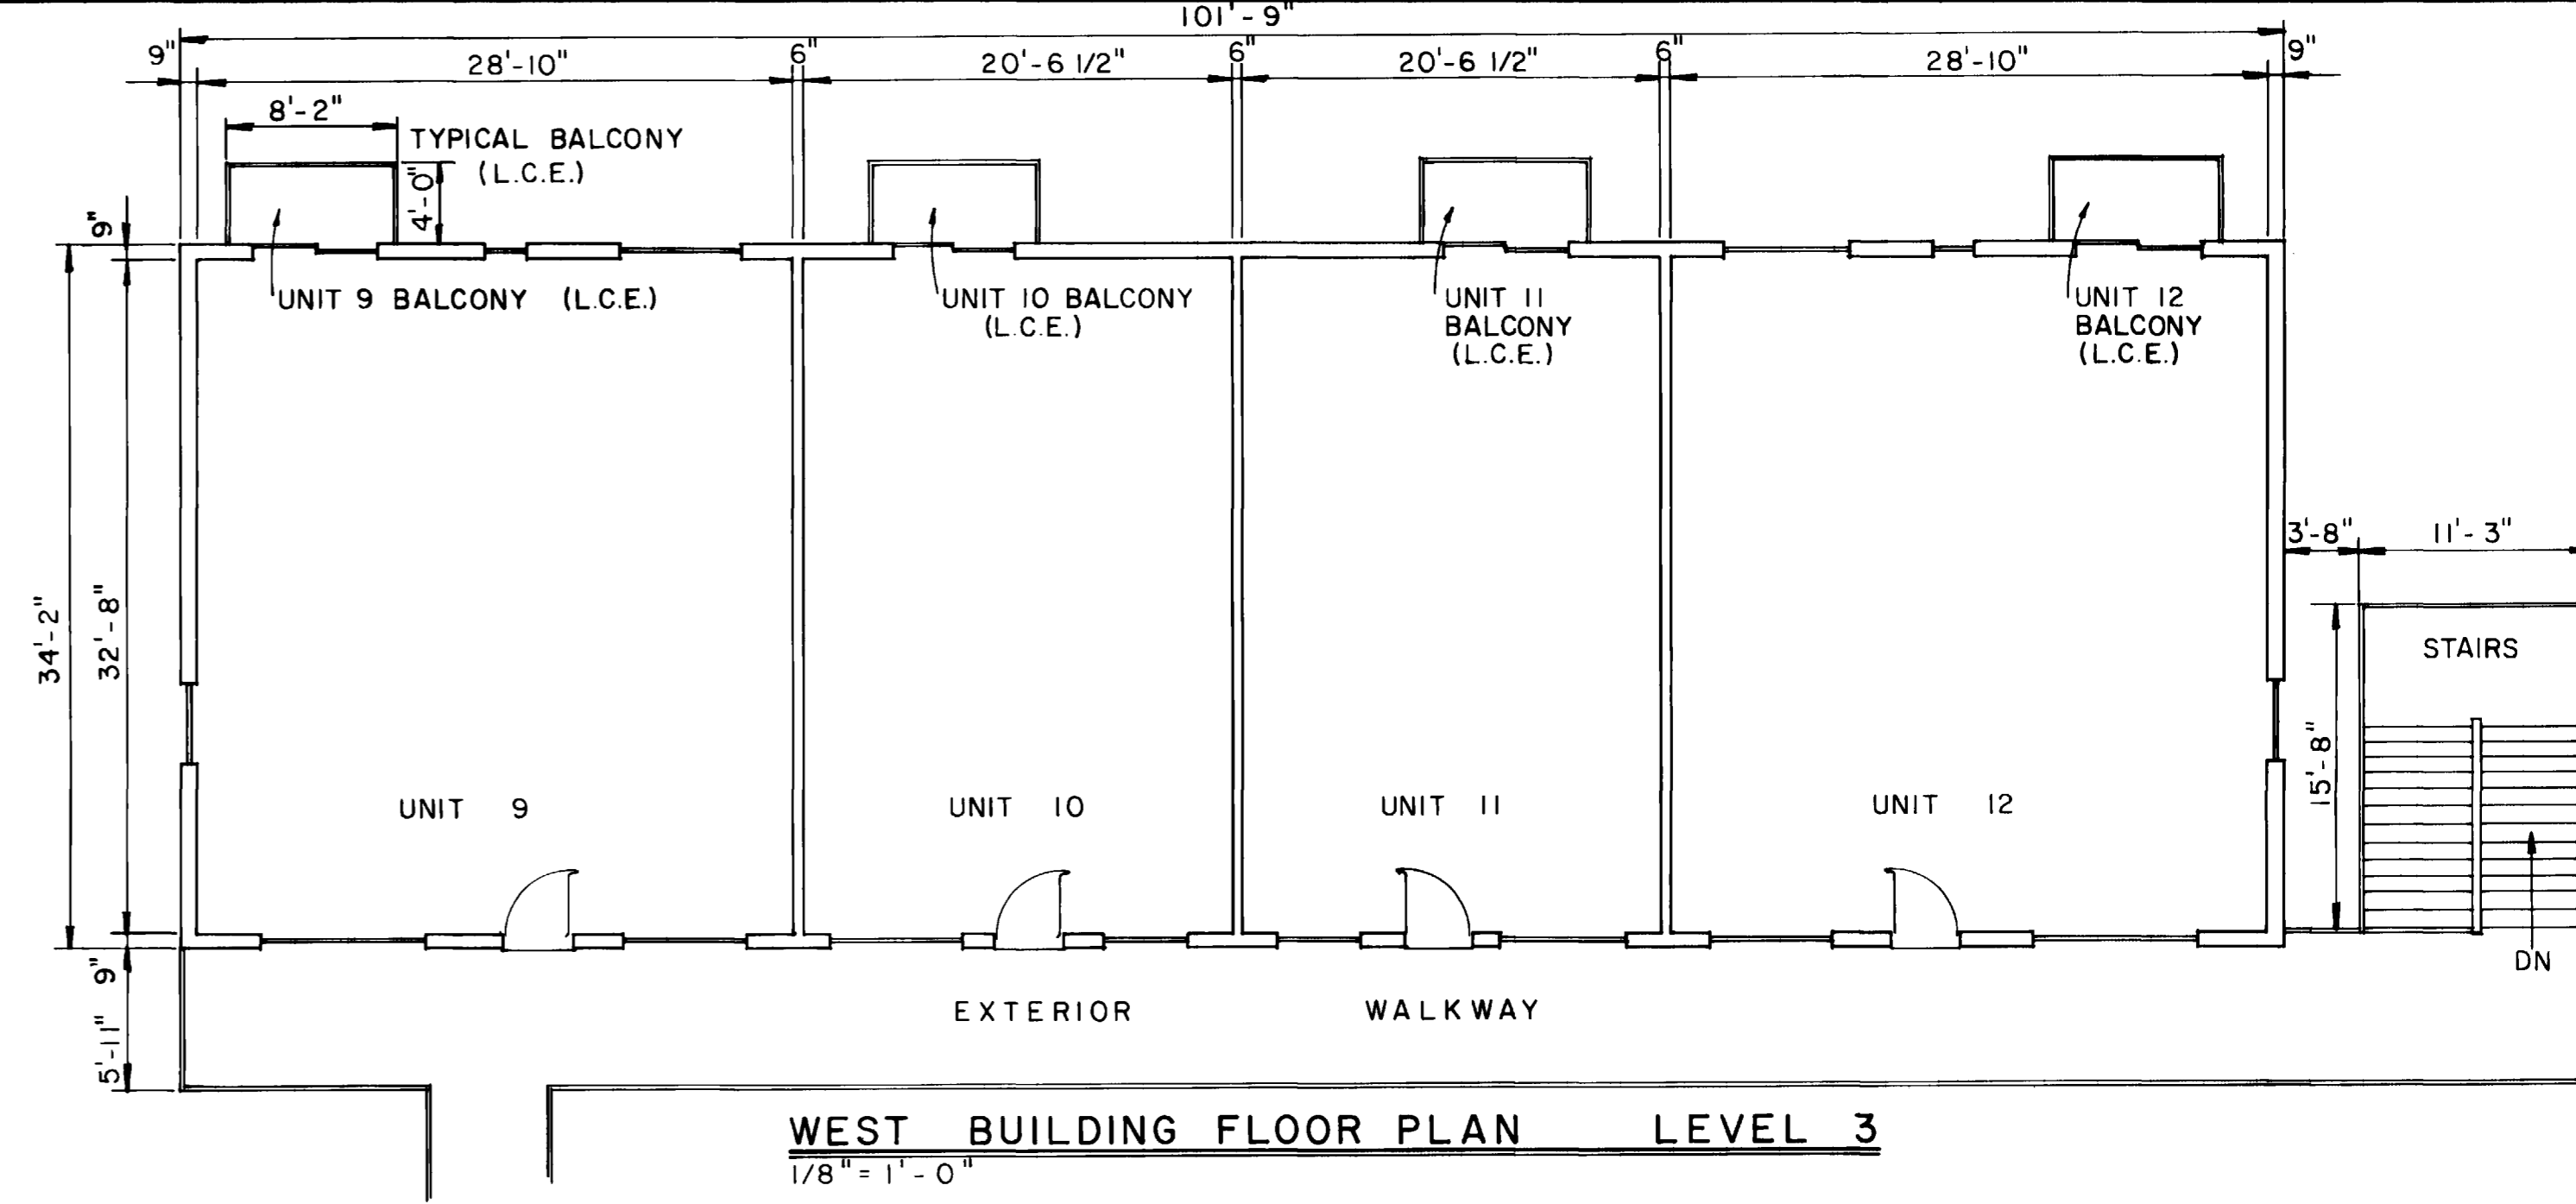 101'-9"
9" 28'-10" 6" 20'-6 1/2" 6" 20'-6 1/2" 6" 28'-10" 9"
8'-2"
TYPICAL BALCONY
(L.C.E.)
4'-0"
9"
UNIT 9 BALCONY (L.C.E.)
UNIT 10 BALCONY
(L.C.E.)
UNIT 11
BALCONY
(L.C.E.)
UNIT 12
BALCONY
(L.C.E.)
3'-8" 11'-3"
34'-2"
32'-8"
STAIRS
15'-8"
UNIT 9
UNIT 10
UNIT 11
UNIT 12
DN
9"
5'-11"
EXTERIOR WALKWAY
WEST BUILDING FLOOR PLAN LEVEL 3
1/8"=1'-0"